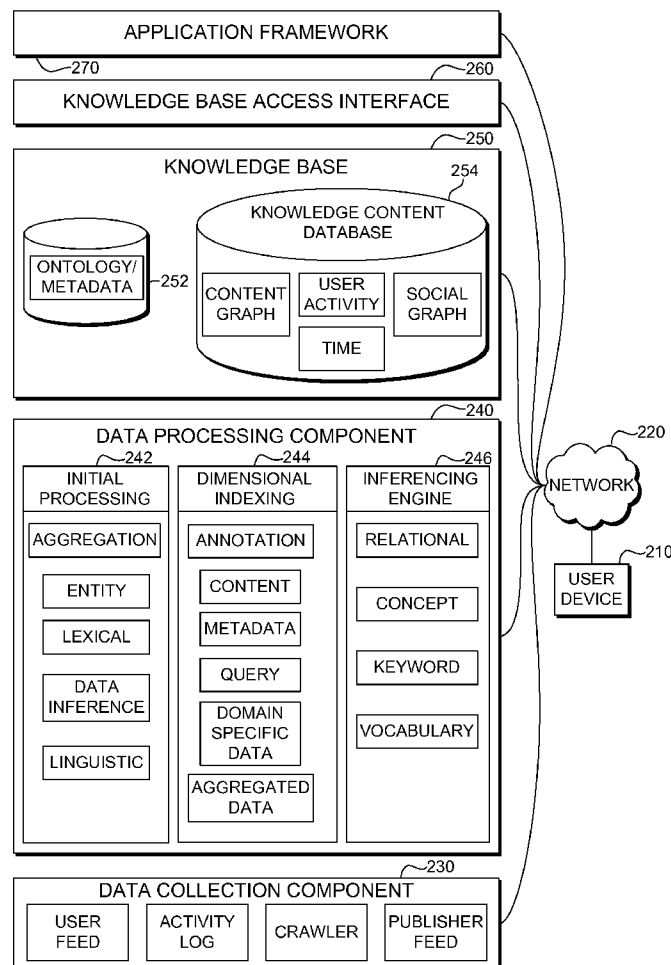 APPLICATION FRAMEWORK
270
260
KNOWLEDGE BASE ACCESS INTERFACE
250
KNOWLEDGE BASE
254
KNOWLEDGE CONTENT
DATABASE
ONTOLOGY/
METADATA
252
CONTENT
GRAPH
USER
ACTIVITY
SOCIAL
GRAPH
TIME
240
DATA PROCESSING COMPONENT
242
INITIAL
PROCESSING
AGGREGATION
ENTITY
LEXICAL
DATA
INFERENCE
LINGUISTIC
244
DIMENSIONAL
INDEXING
ANNOTATION
CONTENT
METADATA
QUERY
DOMAIN
SPECIFIC
DATA
AGGREGATED
DATA
INFERENCING
246
ENGINE
RELATIONAL
CONCEPT
KEYWORD
VOCABULARY
220
NETWORK
210
USER
DEVICE
230
DATA COLLECTION COMPONENT
USER
FEED
ACTIVITY
LOG
CRAWLER
PUBLISHER
FEED